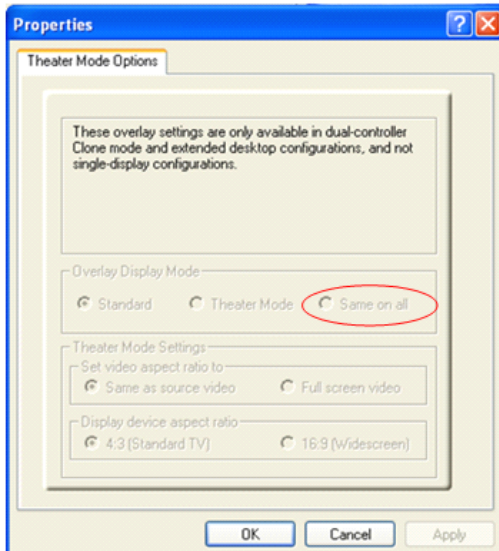 Properties
Theater Mode Options
These overlay settings are only available in dual-controller
Clone mode and extended desktop configurations, and not
single-display configurations.
Overlay Display Mode
Standard Theater Mode Same on all
Theater Mode Settings
Set video aspect ratio to
Same as source video Full screen video
Display device aspect ratio
4:3 (Standard TV) 16:9 (Widescreen)
OK Cancel Apply